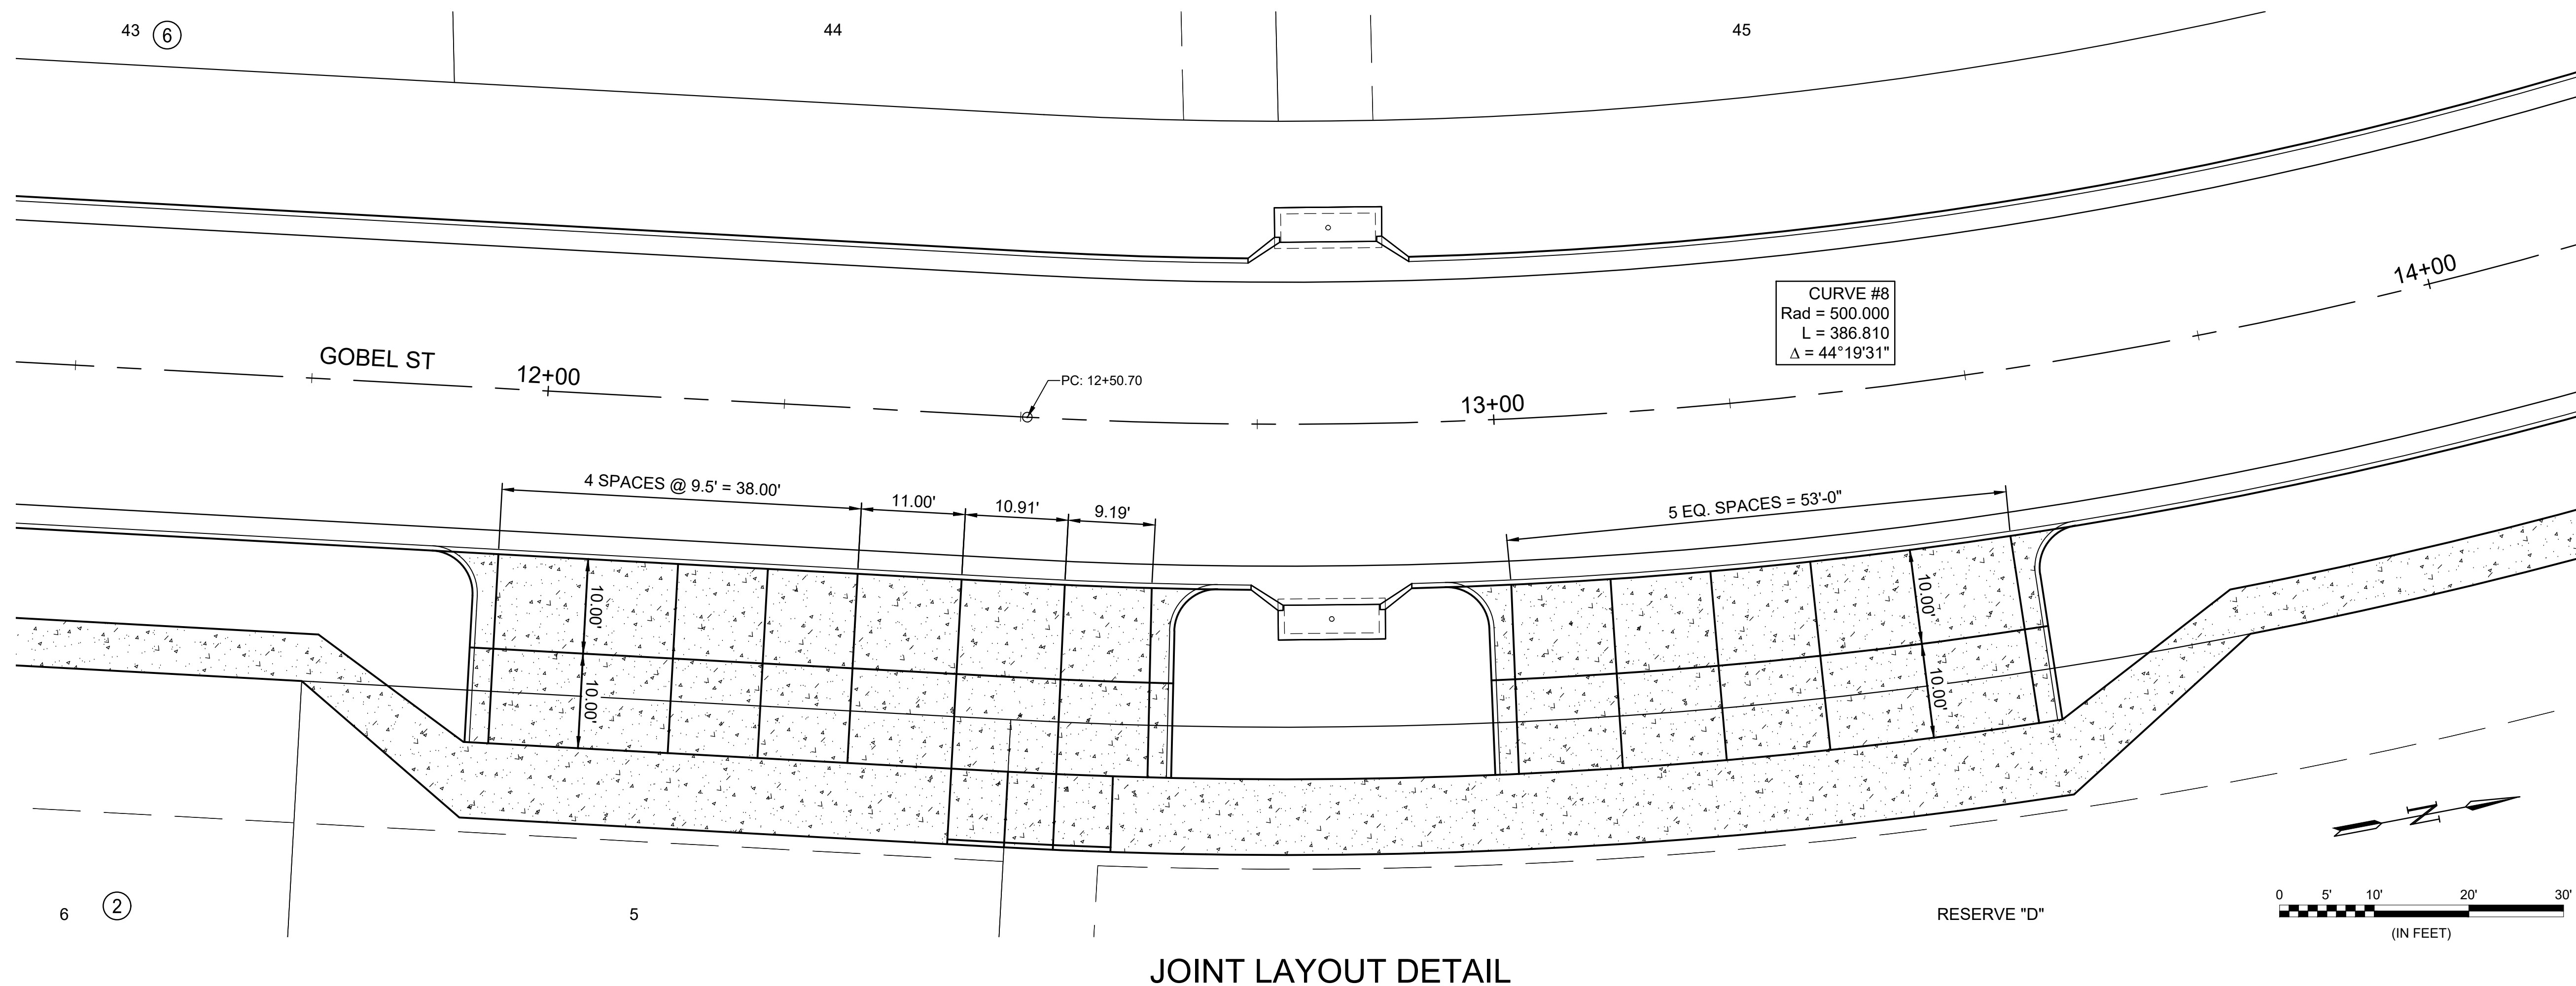 43
6
44
45
CURVE #8
Rad = 500.000
L = 386.810
Δ = 44°19'31"
14+00
GOBEL ST
12+00
PC: 12+50.70
13+00
4 SPACES @ 9.5' = 38.00'
11.00'
10.91'
9.19'
5 EQ. SPACES = 53'-0"
10.00'
10.00'
10.00'
10.00'
N
6
2
5
RESERVE "D"
0 5' 10' 20' 30'
(IN FEET)
JOINT LAYOUT DETAIL